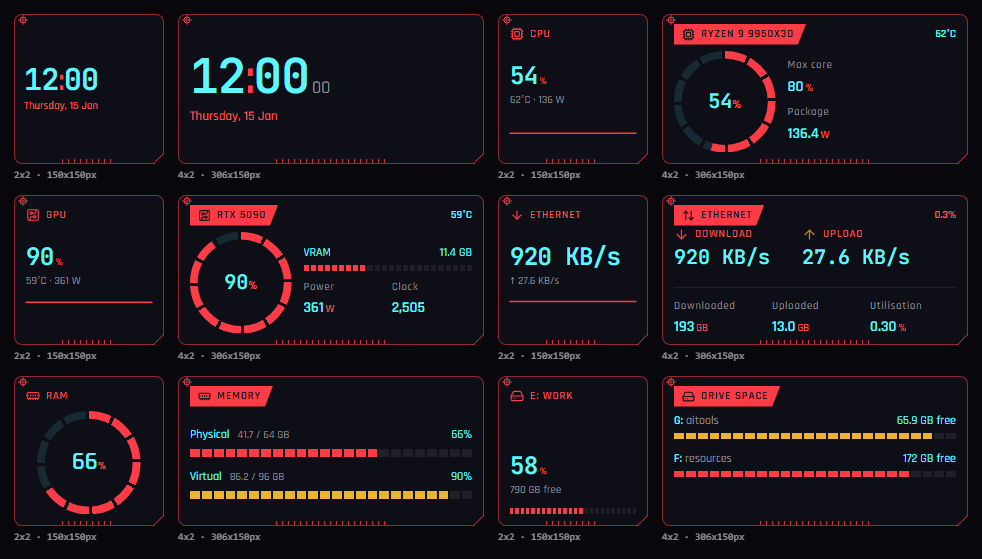 12:00
Thursday, 15 Jan
2x2 · 150x150px
12:00 00
Thursday, 15 Jan
4x2 · 306x150px
CPU
54%
62°C · 136 W
2x2 · 150x150px
RYZEN 9 9950X3D
62°C
54%
Max core
80%
Package
136.4 W
4x2 · 306x150px
GPU
90%
59°C · 361 W
2x2 · 150x150px
RTX 5090
59°C
90%
VRAM 11.4 GB
Power Clock
361 W 2,505
4x2 · 306x150px
ETHERNET
920 KB/s
↑ 27.6 KB/s
2x2 · 150x150px
ETHERNET
0.3%
DOWNLOAD UPLOAD
920 KB/s 27.6 KB/s
Downloaded Uploaded Utilisation
193 GB 13.0 GB 0.30 %
4x2 · 306x150px
RAM
66%
2x2 · 150x150px
MEMORY
Physical 41.7 / 64 GB 66%
Virtual 86.2 / 96 GB 90%
4x2 · 306x150px
E: WORK
58%
790 GB free
2x2 · 150x150px
DRIVE SPACE
G: aitools 65.9 GB free
F: resources 172 GB free
4x2 · 306x150px